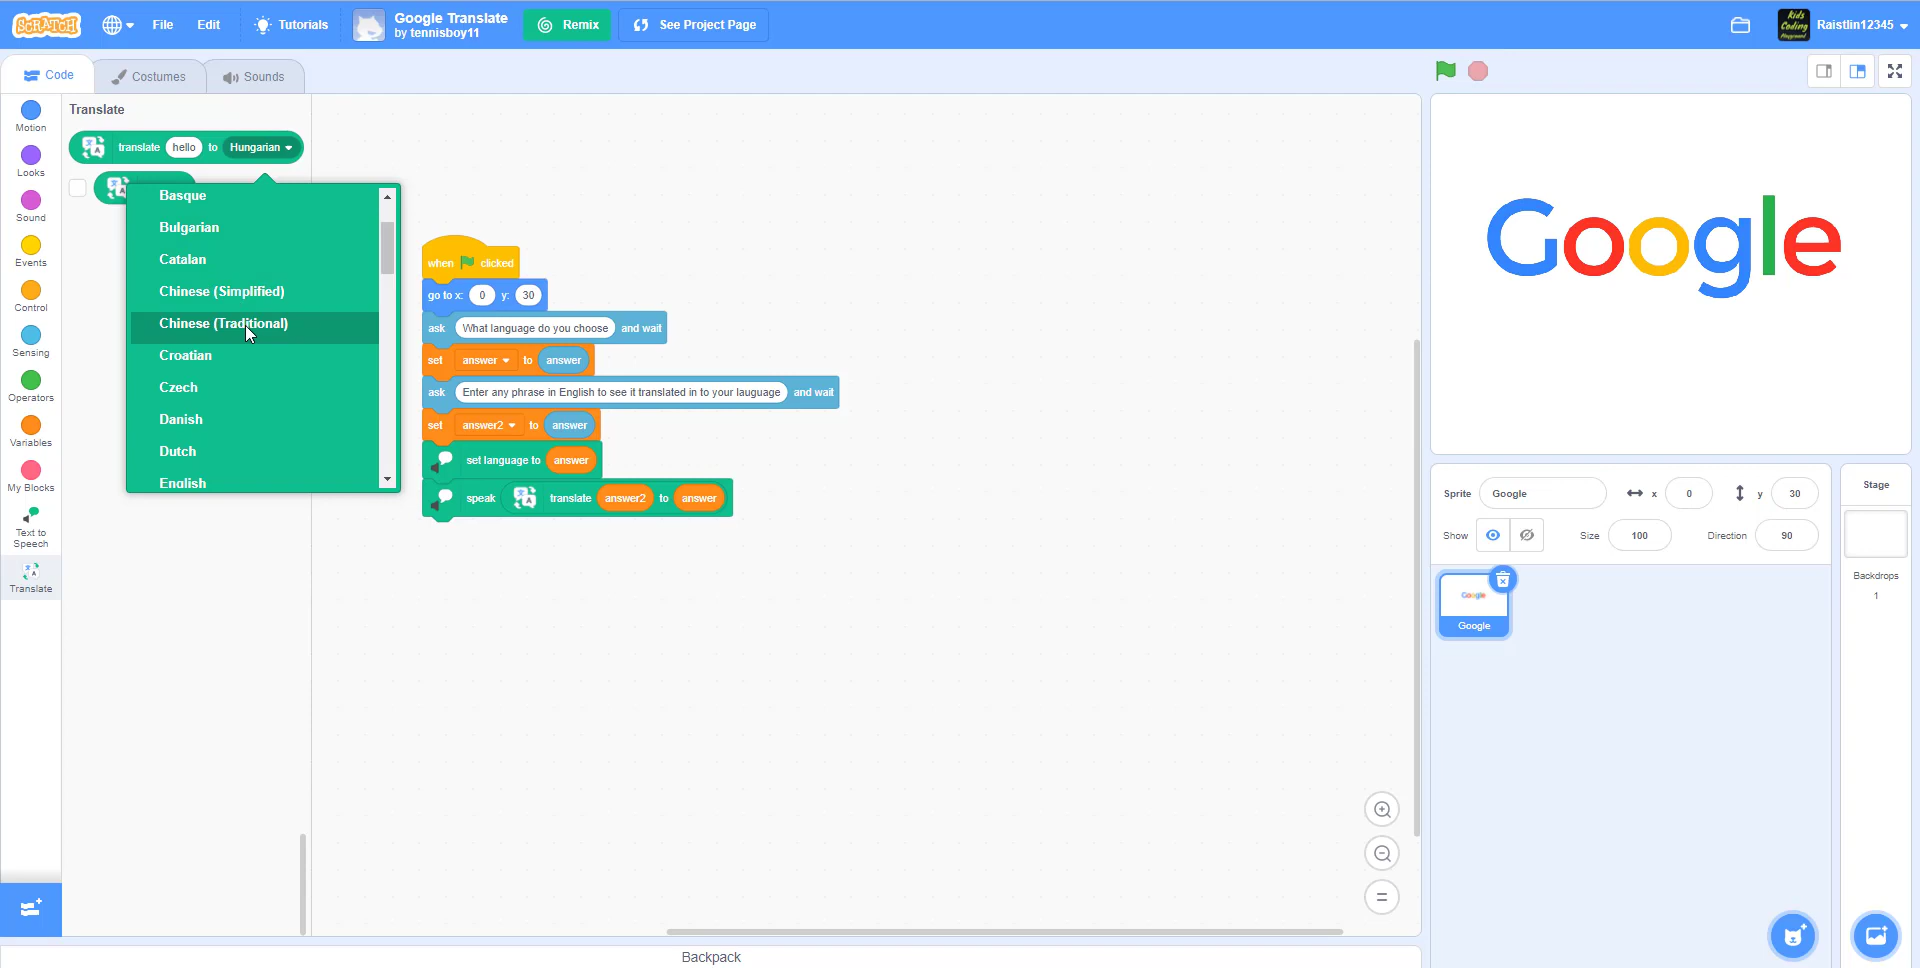 SCRATCH File Edit Tutorials Google Translate Remix See Project Page Raistlin12345
by tennisboy11
Kids Coding Playground
Code Costumes Sounds
Motion
Looks
Sound
Events
Control
Sensing
Operators
Variables
My Blocks
Text to
Speech
Translate
Translate
translate hello to Hungarian
Basque
Bulgarian
Catalan
Chinese (Simplified)
Chinese (Traditional)
Croatian
Czech
Danish
Dutch
English
when clicked
go to x: 0 y: 30
ask What language do you choose and wait
set answer to answer
ask Enter any phrase in English to see it translated in to your lauguage and wait
set answer2 to answer
set language to answer
speak translate answer2 to answer
Backpack
Google
Sprite Google x 0 y 30
Show Size 100 Direction 90
Google
Google
Stage
Backdrops
1